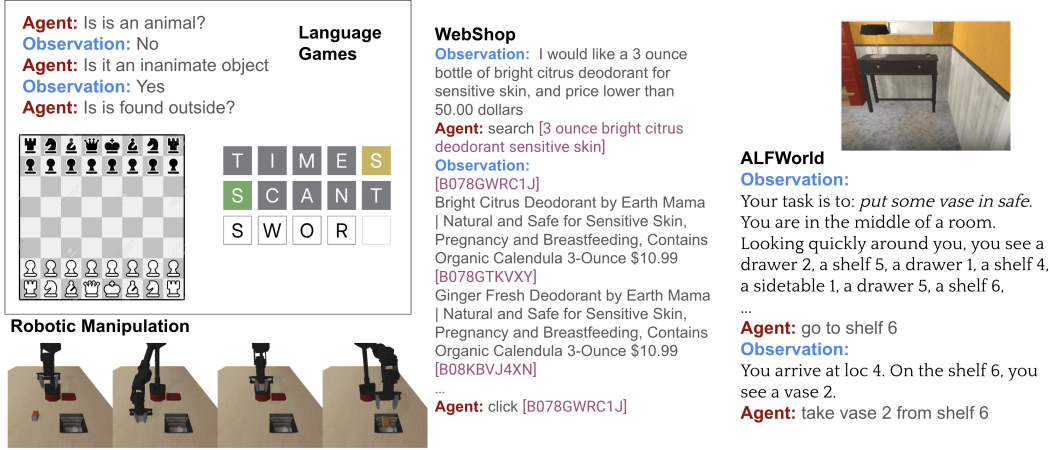 Agent: Is is an animal?
Observation: No
Agent: Is it an inanimate object
Observation: Yes
Agent: Is is found outside?
Language
Games
T I M E S
S C A N T
S W O R
Robotic Manipulation
WebShop
Observation: I would like a 3 ounce
bottle of bright citrus deodorant for
sensitive skin, and price lower than
50.00 dollars
Agent: search [3 ounce bright citrus
deodorant sensitive skin]
Observation:
[B078GWRC1J]
Bright Citrus Deodorant by Earth Mama
| Natural and Safe for Sensitive Skin,
Pregnancy and Breastfeeding, Contains
Organic Calendula 3-Ounce $10.99
[B078GTKVXY]
Ginger Fresh Deodorant by Earth Mama
| Natural and Safe for Sensitive Skin,
Pregnancy and Breastfeeding, Contains
Organic Calendula 3-Ounce $10.99
[B08KBVJ4XN]
...
Agent: click [B078GWRC1J]
ALFWorld
Observation:
Your task is to: put some vase in safe.
You are in the middle of a room.
Looking quickly around you, you see a
drawer 2, a shelf 5, a drawer 1, a shelf 4,
a sidetable 1, a drawer 5, a shelf 6,
...
Agent: go to shelf 6
Observation:
You arrive at loc 4. On the shelf 6, you
see a vase 2.
Agent: take vase 2 from shelf 6